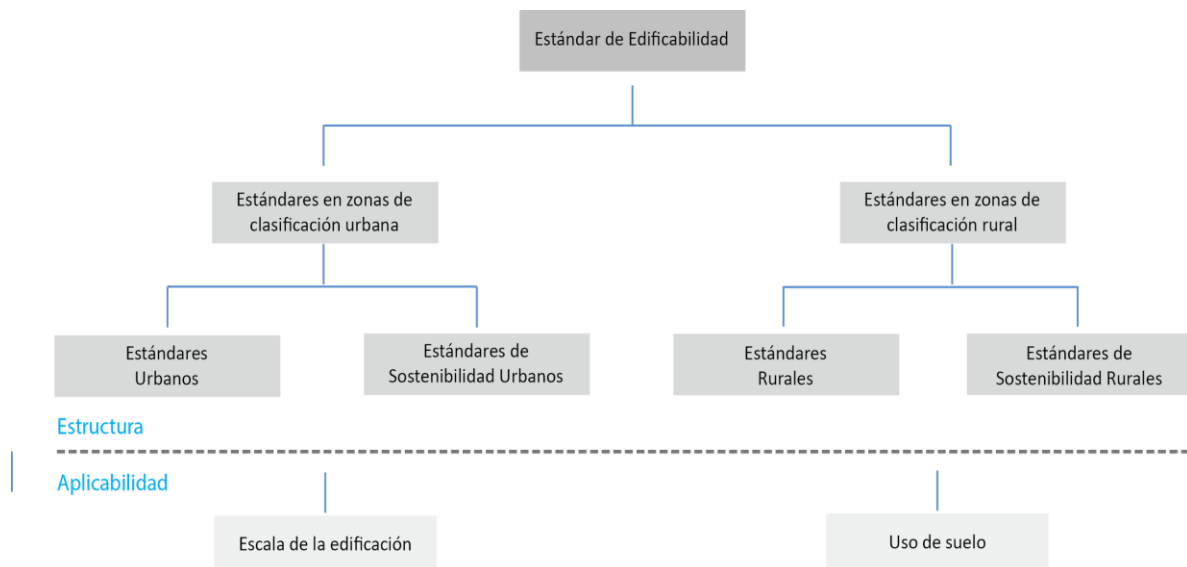 Estándar de Edificabilidad
Estándares en zonas de
clasificación urbana
Estándares en zonas de
clasificación rural
Estándares
Urbanos
Estándares de
Sostenibilidad Urbanos
Estándares
Rurales
Estándares de
Sostenibilidad Rurales
Estructura
Aplicabilidad
Escala de la edificación
Uso de suelo